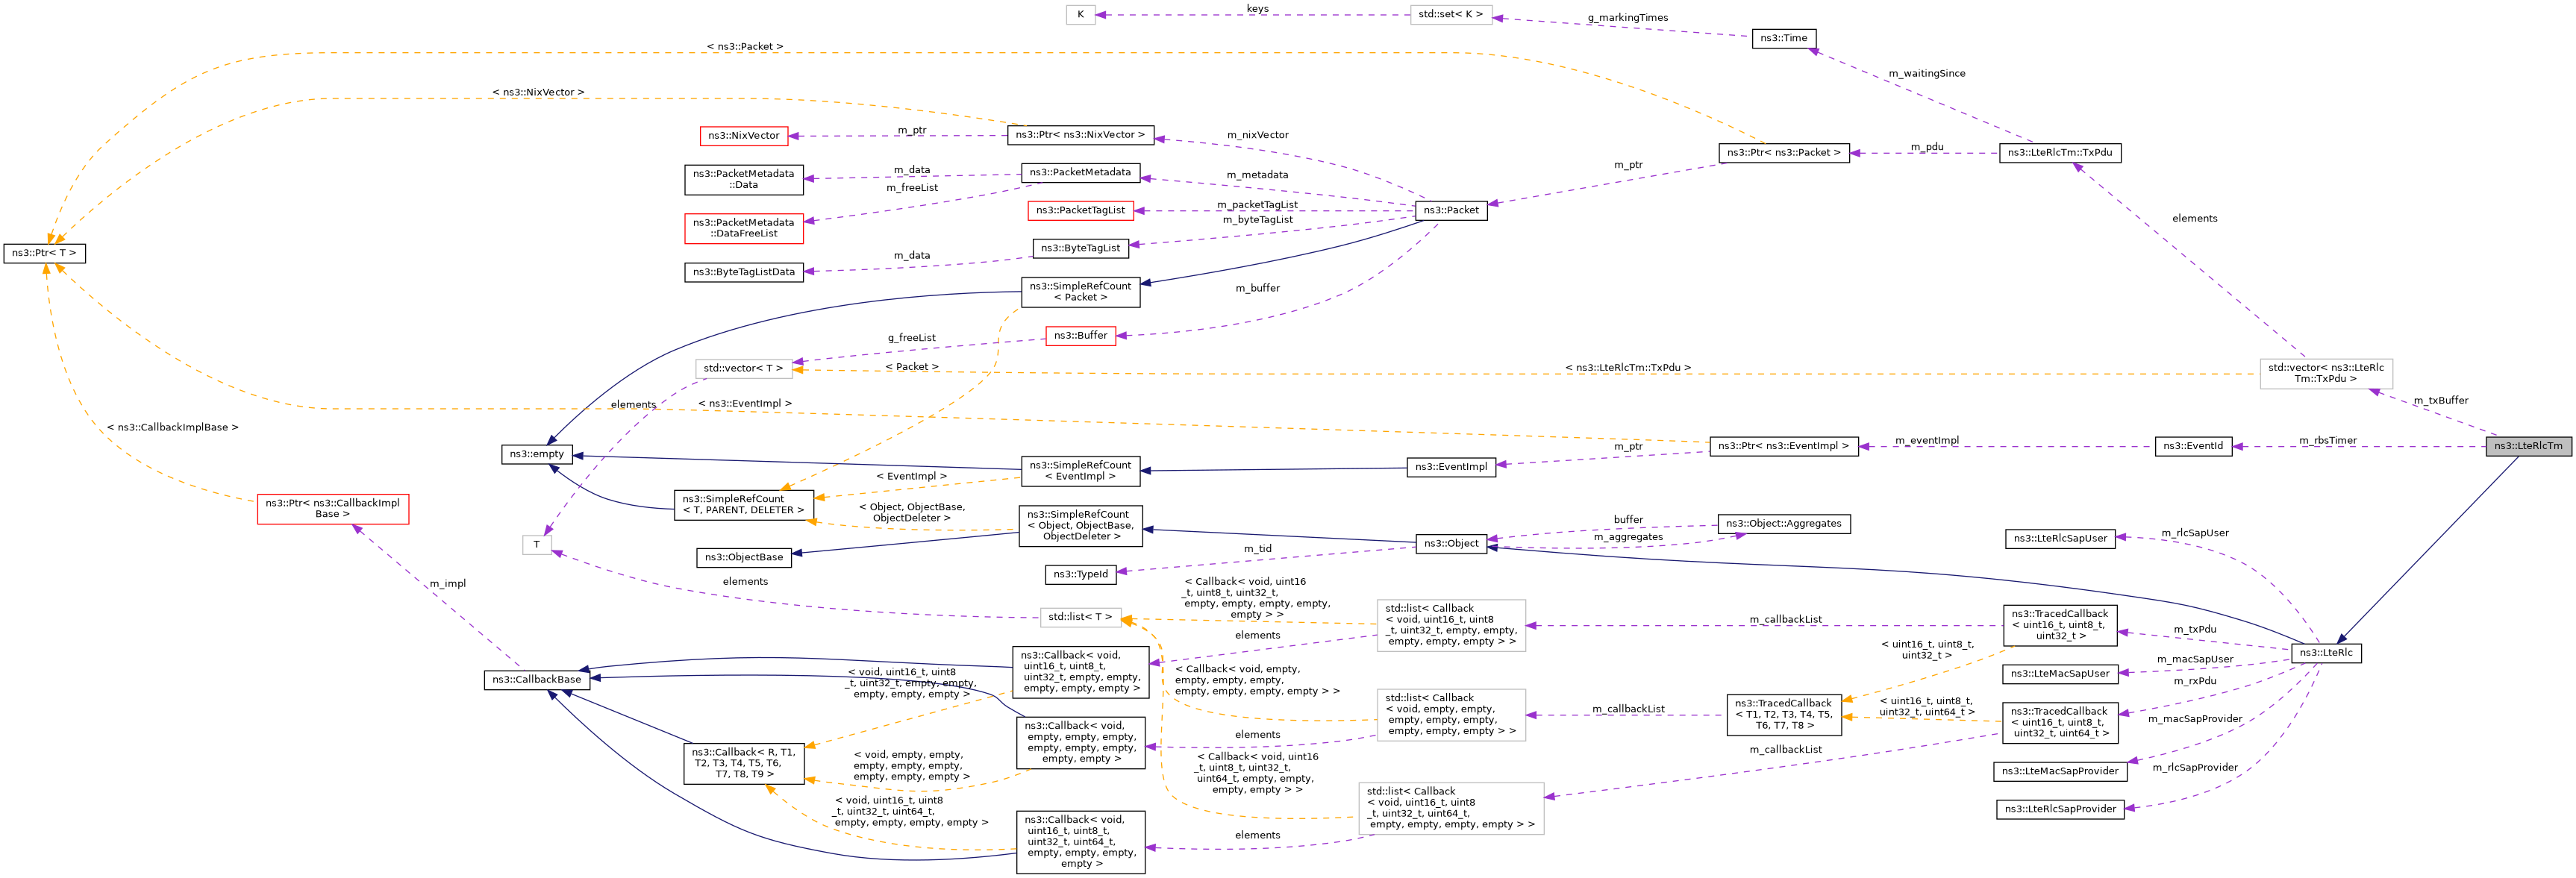 K
keys
std::set< K >
g_markingTimes
ns3::Time
< ns3::Packet >
m_waitingSince
< ns3::NixVector >
ns3::NixVector
m_ptr
ns3::Ptr< ns3::NixVector >
m_nixVector
ns3::Ptr< ns3::Packet >
m_pdu
ns3::LteRlcTm::TxPdu
m_ptr
ns3::PacketMetadata
::Data
m_data
ns3::PacketMetadata
m_metadata
m_freeList
ns3::PacketMetadata
::DataFreeList
ns3::PacketTagList
m_packetTagList
ns3::Packet
m_byteTagList
elements
ns3::Ptr< T >
ns3::ByteTagList
m_data
ns3::ByteTagListData
ns3::SimpleRefCount
< Packet >
m_buffer
ns3::Buffer
g_freeList
std::vector< T >
< Packet >
< ns3::LteRlcTm::TxPdu >
std::vector< ns3::LteRlc
Tm::TxPdu >
m_txBuffer
elements
< ns3::EventImpl >
< ns3::CallbackImplBase >
ns3::empty
ns3::SimpleRefCount
< EventImpl >
ns3::EventImpl
m_ptr
ns3::Ptr< ns3::EventImpl >
m_eventImpl
ns3::EventId
m_rbsTimer
ns3::LteRlcTm
< EventImpl >
ns3::Ptr< ns3::CallbackImpl
Base >
ns3::SimpleRefCount
< T, PARENT, DELETER >
< Object, ObjectBase,
ObjectDeleter >
ns3::SimpleRefCount
< Object, ObjectBase,
ObjectDeleter >
buffer
ns3::Object::Aggregates
m_aggregates
ns3::Object
T
ns3::ObjectBase
m_tid
ns3::TypeId
ns3::LteRlcSapUser
m_rlcSapUser
m_impl
elements
std::list< T >
< Callback< void, uint16
_t, uint8_t, uint32_t,
empty, empty, empty, empty,
empty > >
std::list< Callback
< void, uint16_t, uint8
_t, uint32_t, empty, empty,
empty, empty, empty > >
m_callbackList
ns3::TracedCallback
< uint16_t, uint8_t,
uint32_t >
m_txPdu
elements
< uint16_t, uint8_t,
uint32_t >
ns3::LteRlc
ns3::CallbackBase
ns3::Callback< void,
uint16_t, uint8_t,
uint32_t, empty, empty,
empty, empty, empty >
< void, uint16_t, uint8
_t, uint32_t, empty, empty,
empty, empty, empty >
< Callback< void, empty,
empty, empty, empty,
empty, empty, empty, empty > >
ns3::LteMacSapUser
m_macSapUser
m_rxPdu
std::list< Callback
< void, empty, empty,
empty, empty, empty,
empty, empty, empty > >
m_callbackList
ns3::TracedCallback
< T1, T2, T3, T4, T5,
T6, T7, T8 >
< uint16_t, uint8_t,
uint32_t, uint64_t >
ns3::TracedCallback
< uint16_t, uint8_t,
uint32_t, uint64_t >
m_macSapProvider
ns3::Callback< void,
empty, empty, empty,
empty, empty, empty,
empty, empty >
elements
ns3::Callback< R, T1,
T2, T3, T4, T5, T6,
T7, T8, T9 >
< void, empty, empty,
empty, empty, empty,
empty, empty, empty >
< Callback< void, uint16
_t, uint8_t, uint32_t,
uint64_t, empty, empty,
empty, empty > >
m_callbackList
ns3::LteMacSapProvider
m_rlcSapProvider
ns3::LteRlcSapProvider
std::list< Callback
< void, uint16_t, uint8
_t, uint32_t, uint64_t,
empty, empty, empty, empty > >
< void, uint16_t, uint8
_t, uint32_t, uint64_t,
empty, empty, empty, empty >
ns3::Callback< void,
uint16_t, uint8_t,
uint32_t, uint64_t,
empty, empty, empty,
empty >
elements